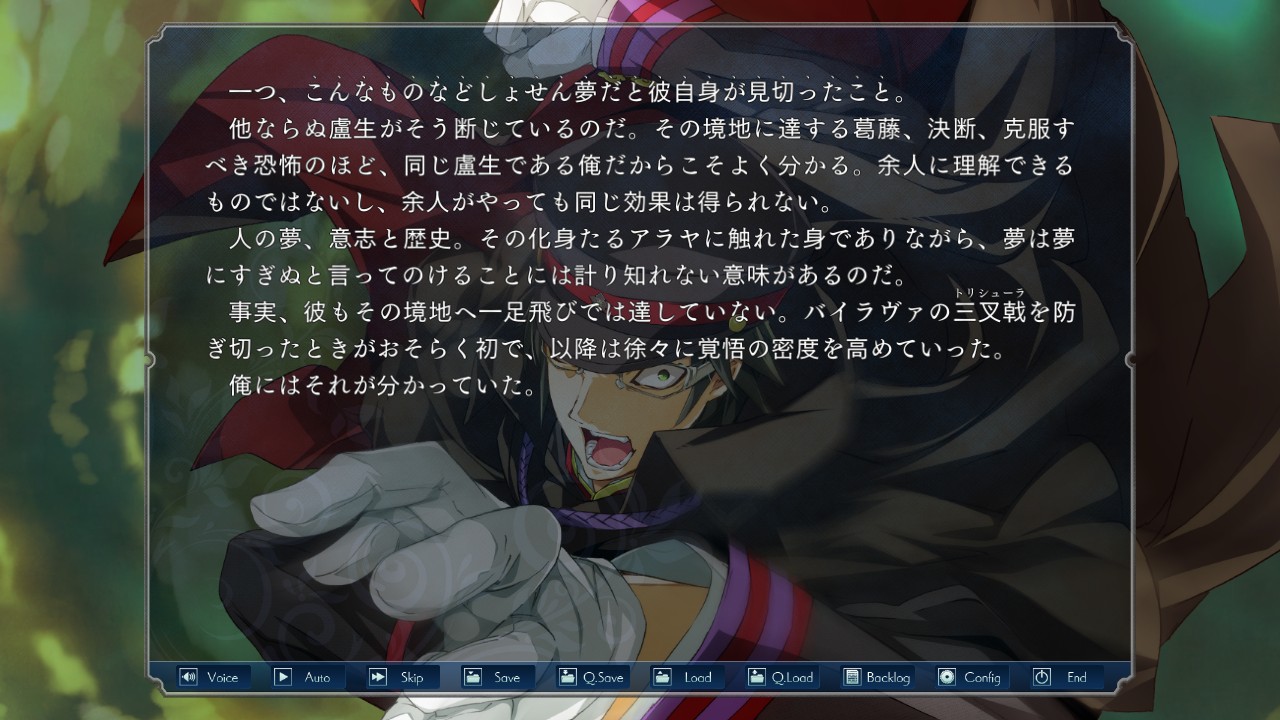 一つ、こんなものなどしょせん夢だと彼自身が見切ったこと。
他ならぬ盧生がそう断じているのだ。その境地に達する葛藤、決断、克服す
べき恐怖のほど、同じ盧生である俺だからこそよく分かる。余人に理解できる
ものではないし、余人がやっても同じ効果は得られない。
人の夢、意志と歴史。その化身たるアラヤに触れた身でありながら、夢は夢
にすぎぬと言ってのけることには計り知れない意味があるのだ。
トリシューラ
事実、彼もその境地へ一足飛びでは達していない。バイラヴァの三叉戟を防
ぎ切ったときがおそらく初で、以降は徐々に覚悟の密度を高めていった。
俺にはそれが分かっていた。
Voice Auto Skip Save Q.Save Load Q.Load Backlog Config End